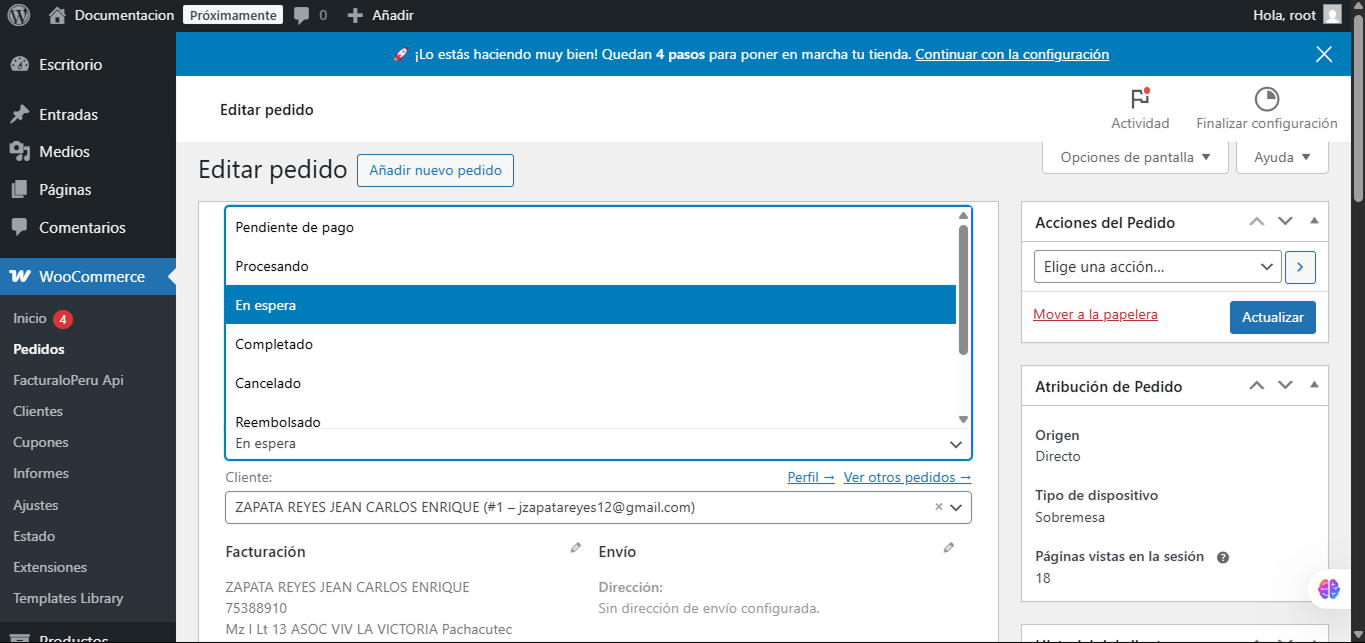 Documentacion Próximamente 0 Añadir Hola, root
Escritorio
Entradas
Medios
Páginas
Comentarios
WooCommerce
Inicio 4
Pedidos
FacturaloPeru Api
Clientes
Cupones
Informes
Ajustes
Estado
Extensiones
Templates Library
Productos
¡Lo estás haciendo muy bien! Quedan 4 pasos para poner en marcha tu tienda. Continuar con la configuración
Editar pedido
Actividad
Finalizar configuración
Opciones de pantalla
Ayuda
Editar pedido Añadir nuevo pedido
Pendiente de pago
Procesando
En espera
Completado
Cancelado
Reembolsado
En espera
Cliente: Perfil → Ver otros pedidos →
ZAPATA REYES JEAN CARLOS ENRIQUE (#1 – jzapatareyes12@gmail.com) ×
Facturación
ZAPATA REYES JEAN CARLOS ENRIQUE
75388910
Mz I Lt 13 ASOC VIV LA VICTORIA Pachacutec
Envío
Dirección:
Sin dirección de envío configurada.
Acciones del Pedido
Elige una acción...
Mover a la papelera Actualizar
Atribución de Pedido
Origen
Directo
Tipo de dispositivo
Sobremesa
Páginas vistas en la sesión
18